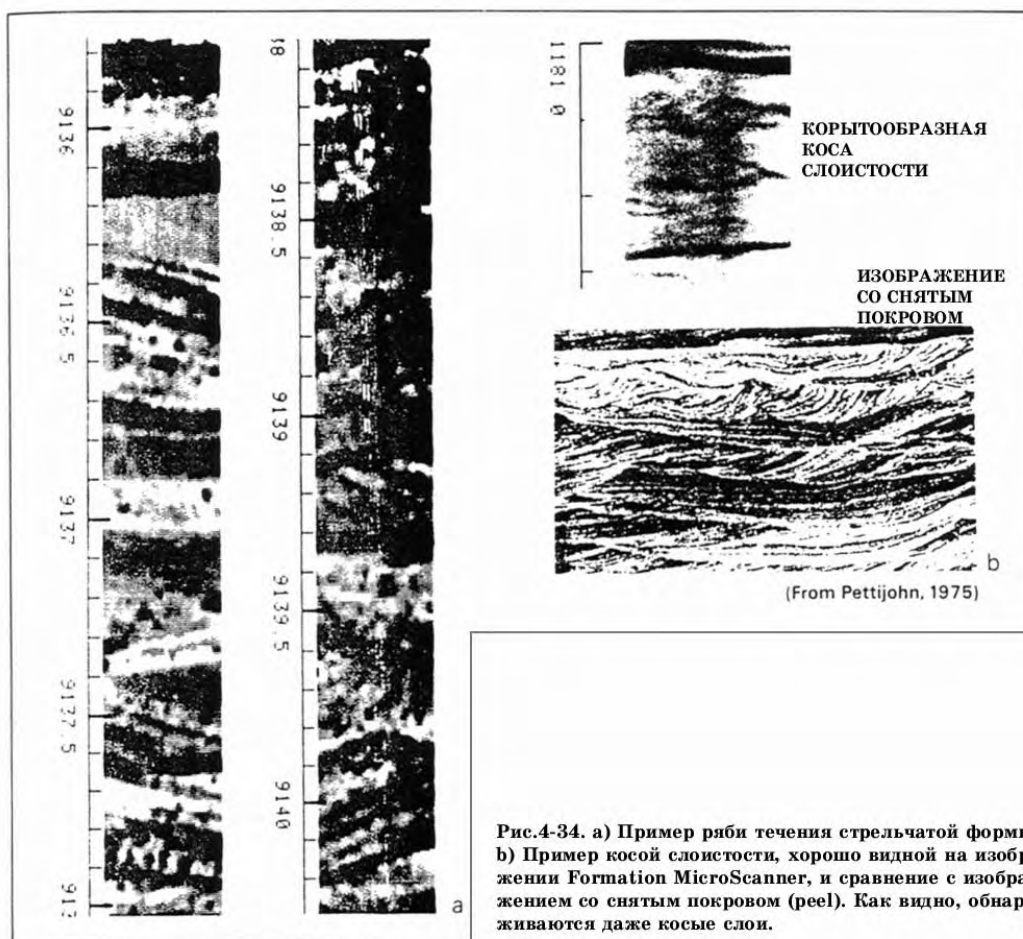 9136
9136.5
9137
9137.5
913
38
9138.5
9139
9139.5
9140
a
1181 0
КОРЫТООБРАЗНАЯ
КОСА
СЛОИСТОСТИ
ИЗОБРАЖЕНИЕ
СО СНЯТЫМ
ПОКРОВОМ
b
(From Pettijohn, 1975)
Рис.4-34. a) Пример ряби течения стрельчатой форм
b) Пример косой слоистости, хорошо видной на изобр
жении Formation MicroScanner, и сравнение с изобра
жением со снятым покровом (peel). Как видно, обнар
живаются даже косые слои.